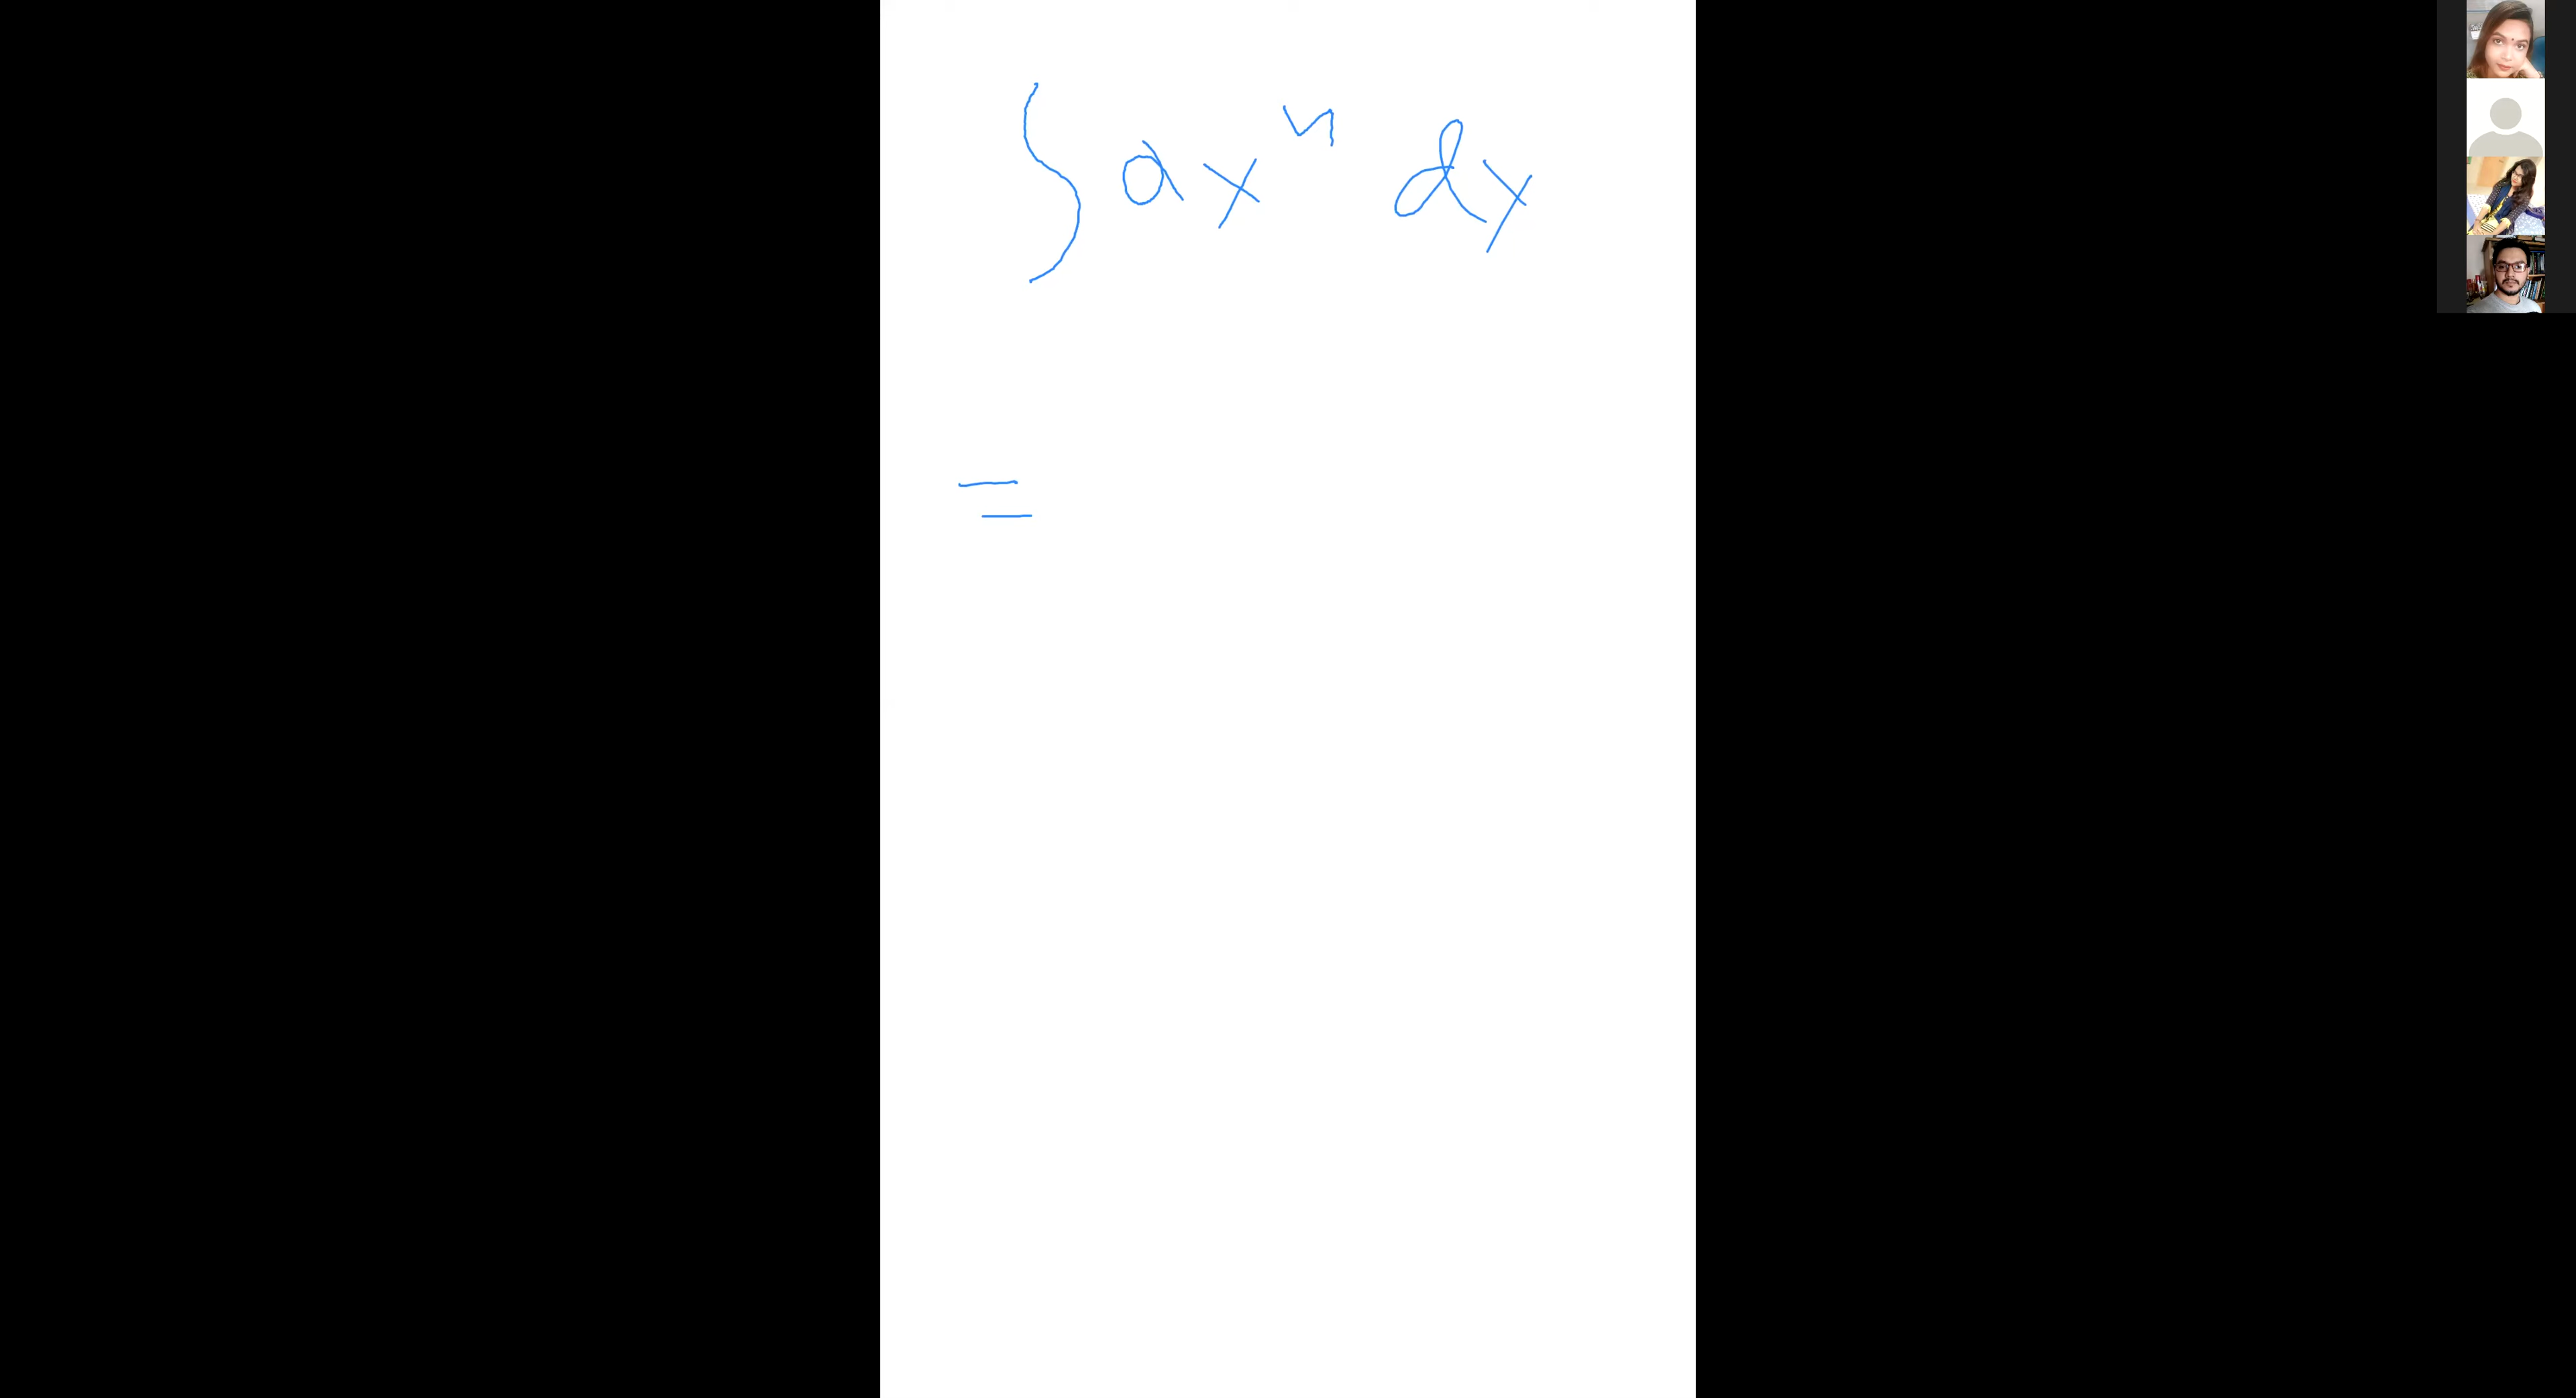 ∫ ax^n dx
=